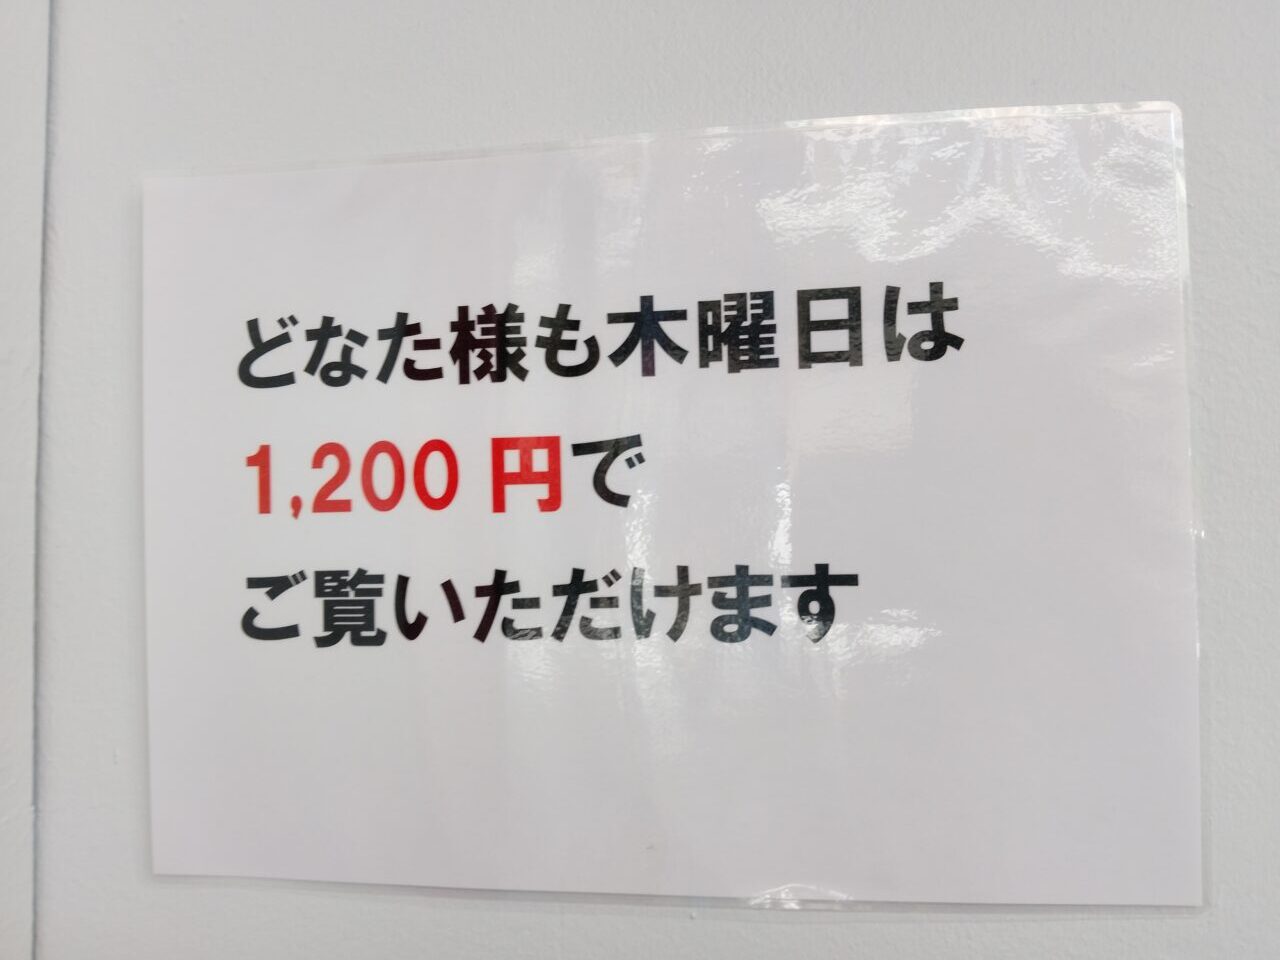 どなた様も木曜日は
1,200 円で
ご覧いただけます